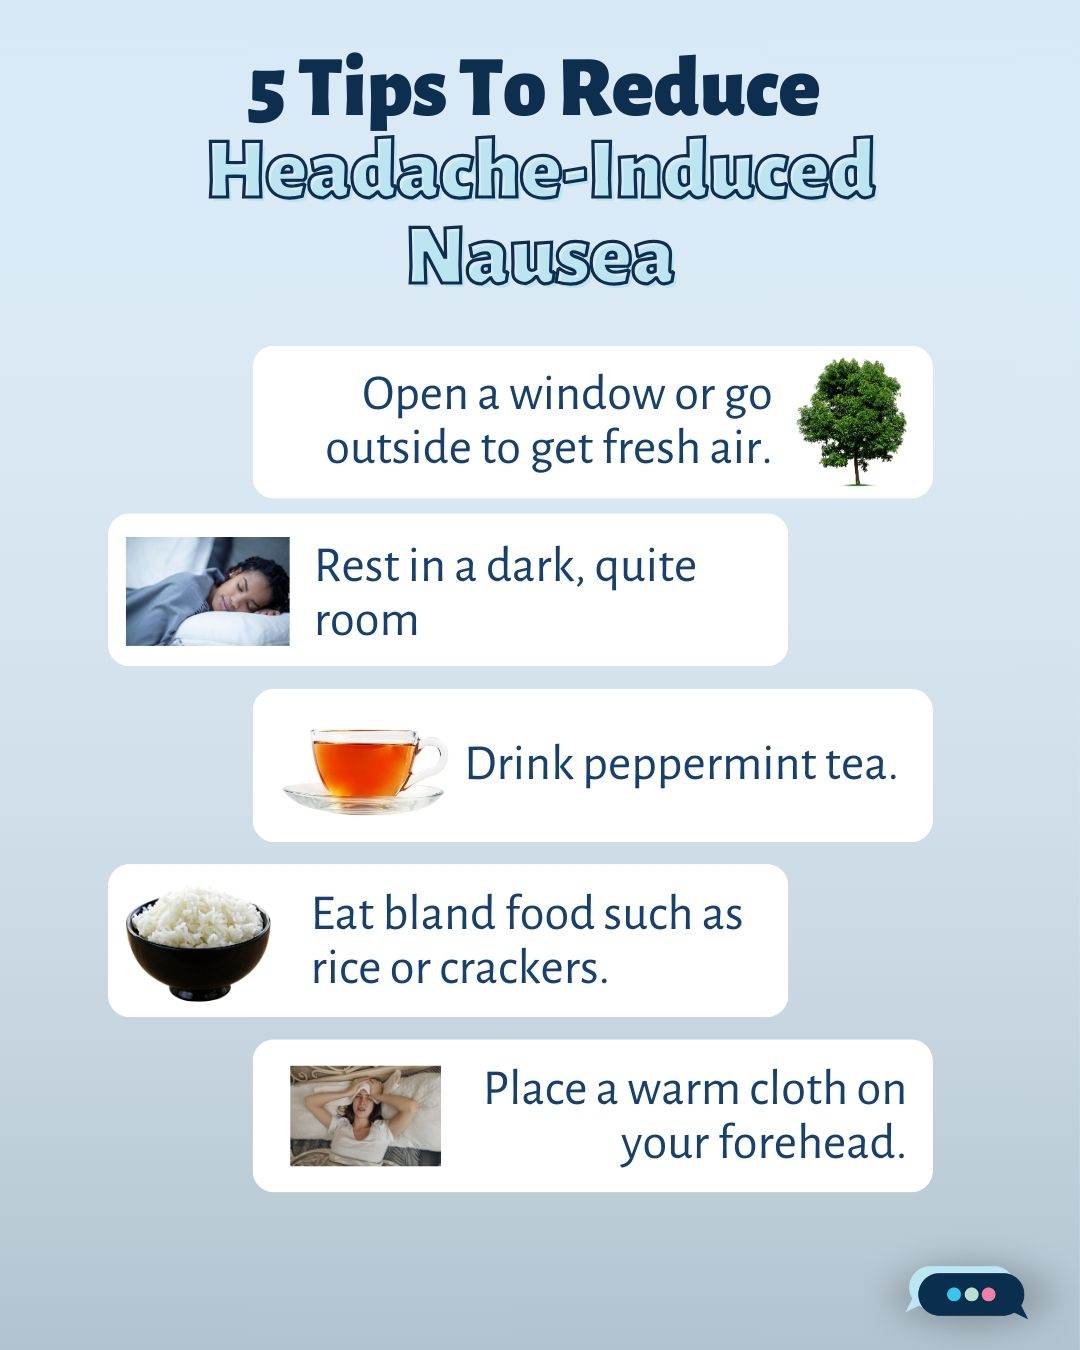 5 Tips To Reduce
Headache-Induced
Nausea
Open a window or go
outside to get fresh air.
Rest in a dark, quite
room
Drink peppermint tea.
Eat bland food such as
rice or crackers.
Place a warm cloth on
your forehead.